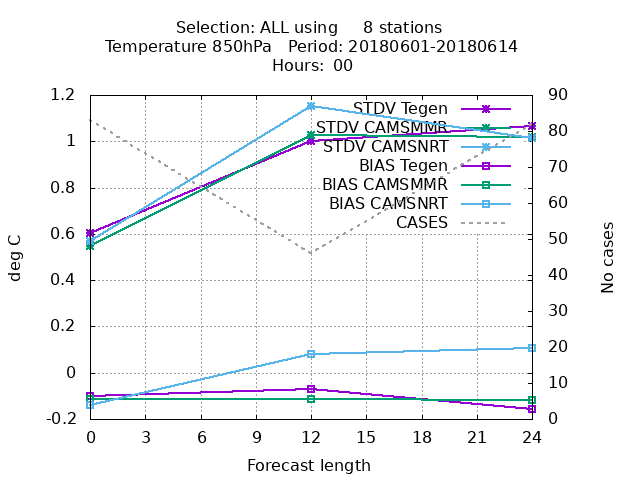 Selection: ALL using     8 stations
Temperature 850hPa   Period: 20180601-20180614
Hours:  00
1.2
1
0.8
0.6
0.4
0.2
0
-0.2
deg C
90
80
70
60
50
40
30
20
10
0
No cases
STDV Tegen
STDV CAMSMMR
STDV CAMSNRT
BIAS Tegen
BIAS CAMSMMR
BIAS CAMSNRT
CASES
0 3 6 9 12 15 18 21 24
Forecast length